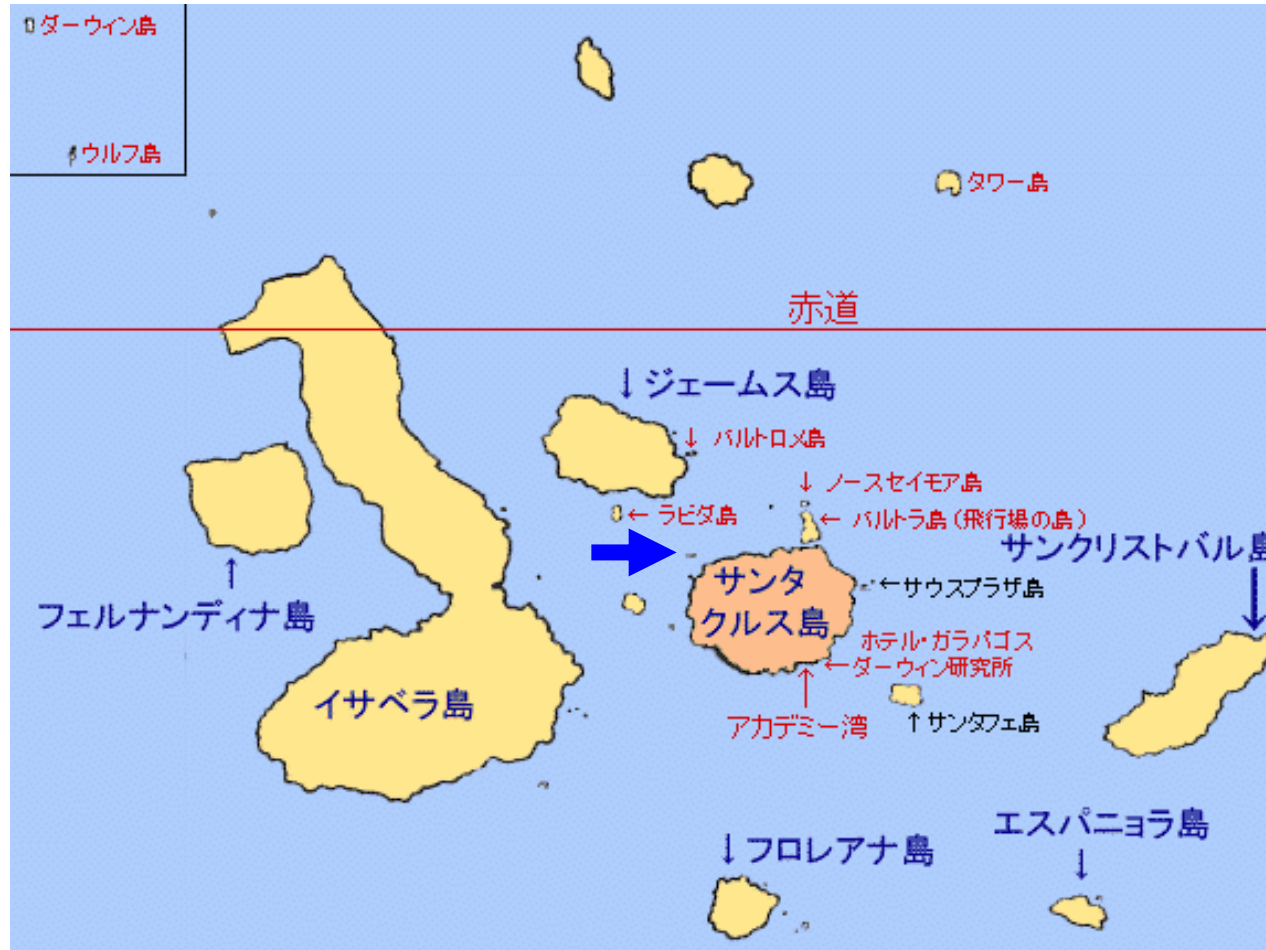 ダーウィン島
ウルフ島
タワー島
赤道
↓ジェームス島
↓ バルトロメ島
↓ ノースセイモア島
← ラビダ島
← バルトラ島(飛行場の島)
サンクリストバル島
サンタ
クルス島
←サウスプラザ島
フェルナンディナ島
ホテル・ガラパゴス
←ダーウィン研究所
イサベラ島
アカデミー湾
↑サンタフェ島
エスパニョラ島
↓フロレアナ島